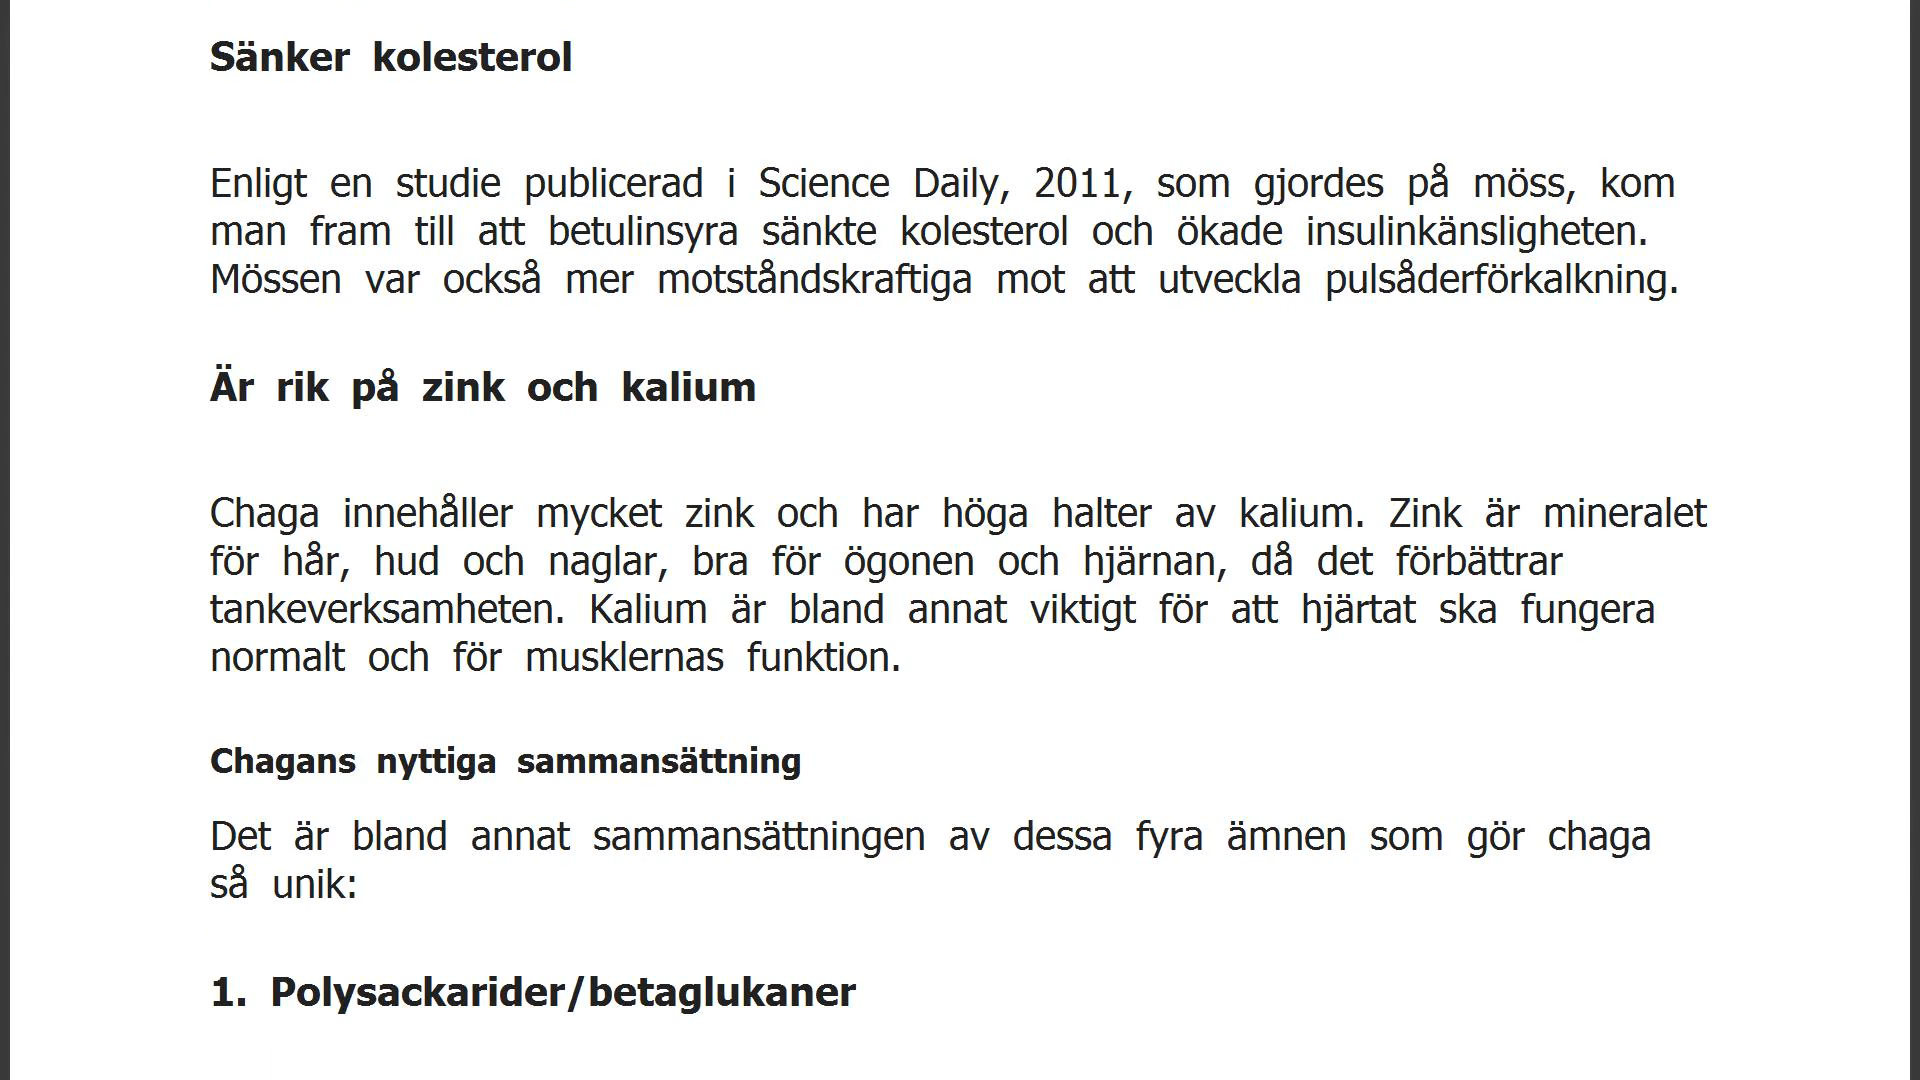 Sänker kolesterol
Enligt en studie publicerad i Science Daily, 2011, som gjordes på möss, kom
man fram till att betulinsyra sänkte kolesterol och ökade insulinkänsligheten.
Mössen var också mer motståndskraftiga mot att utveckla pulsåderförkalkning.
Är rik på zink och kalium
Chaga innehåller mycket zink och har höga halter av kalium. Zink är mineralet
för hår, hud och naglar, bra för ögonen och hjärnan, då det förbättrar
tankeverksamheten. Kalium är bland annat viktigt för att hjärtat ska fungera
normalt och för musklernas funktion.
Chagans nyttiga sammansättning
Det är bland annat sammansättningen av dessa fyra ämnen som gör chaga
så unik:
1. Polysackarider/betaglukaner